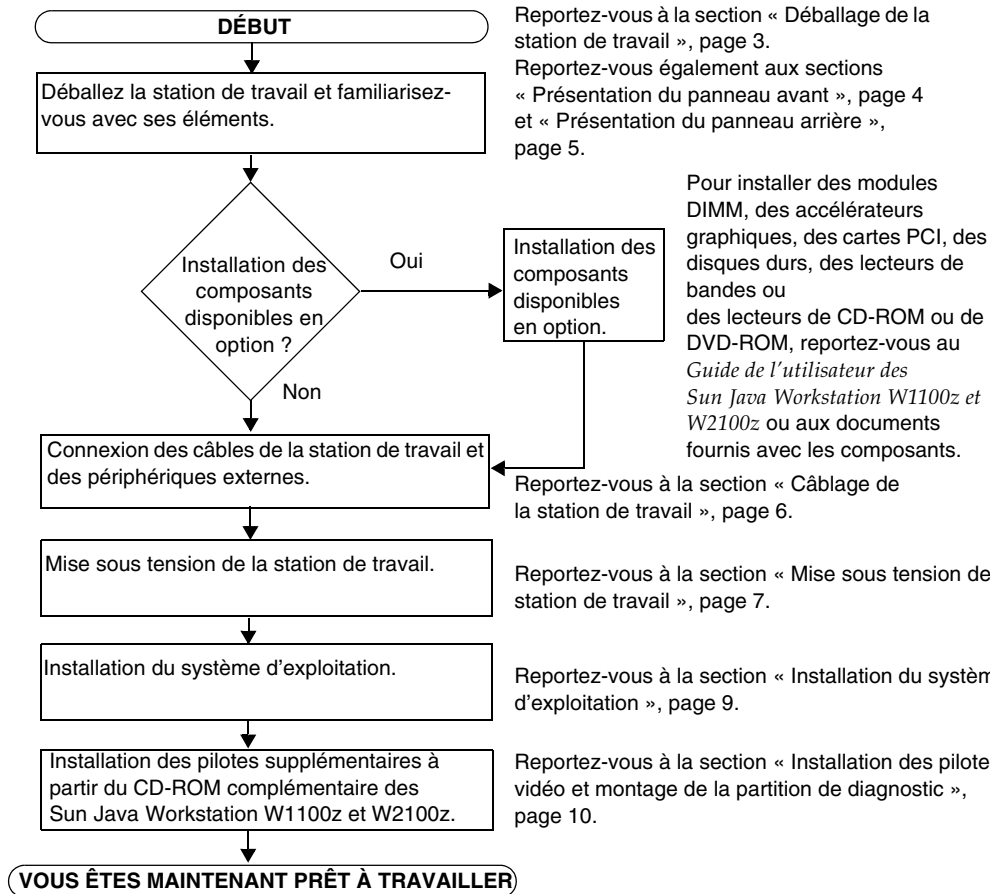 DÉBUT
Reportez-vous à la section « Déballage de la
station de travail », page 3.
Reportez-vous également aux sections
« Présentation du panneau avant », page 4
et « Présentation du panneau arrière »,
page 5.
Déballez la station de travail et familiarisez-
vous avec ses éléments.
Installation des
composants
disponibles en
option ?
Oui
Non
Installation des
composants
disponibles
en option.
Pour installer des modules
DIMM, des accélérateurs
graphiques, des cartes PCI, des
disques durs, des lecteurs de
bandes ou
des lecteurs de CD-ROM ou de
DVD-ROM, reportez-vous au
Guide de l'utilisateur des
Sun Java Workstation W1100z et
W2100z ou aux documents
fournis avec les composants.
Connexion des câbles de la station de travail et
des périphériques externes.
Reportez-vous à la section « Câblage de
la station de travail », page 6.
Mise sous tension de la station de travail.
Reportez-vous à la section « Mise sous tension de
station de travail », page 7.
Installation du système d'exploitation.
Reportez-vous à la section « Installation du systèm
d'exploitation », page 9.
Installation des pilotes supplémentaires à
partir du CD-ROM complémentaire des
Sun Java Workstation W1100z et W2100z.
Reportez-vous à la section « Installation des pilote
vidéo et montage de la partition de diagnostic »,
page 10.
VOUS ÊTES MAINTENANT PRÊT À TRAVAILLER